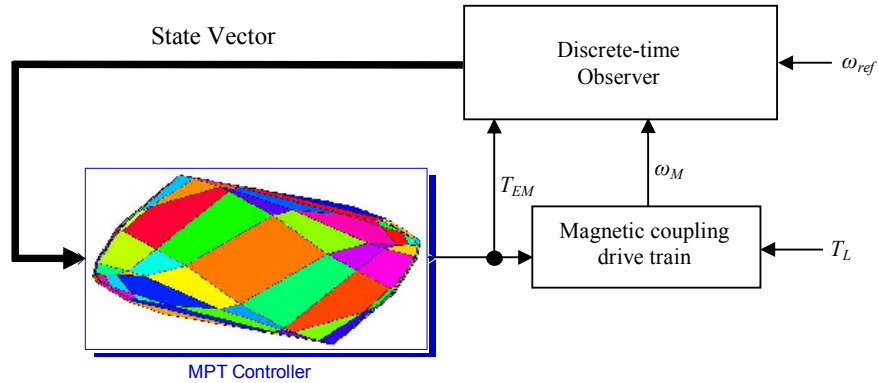 State Vector
Discrete-time
Observer
ω_ref
T_EM
ω_M
Magnetic coupling
drive train
T_L
MPT Controller